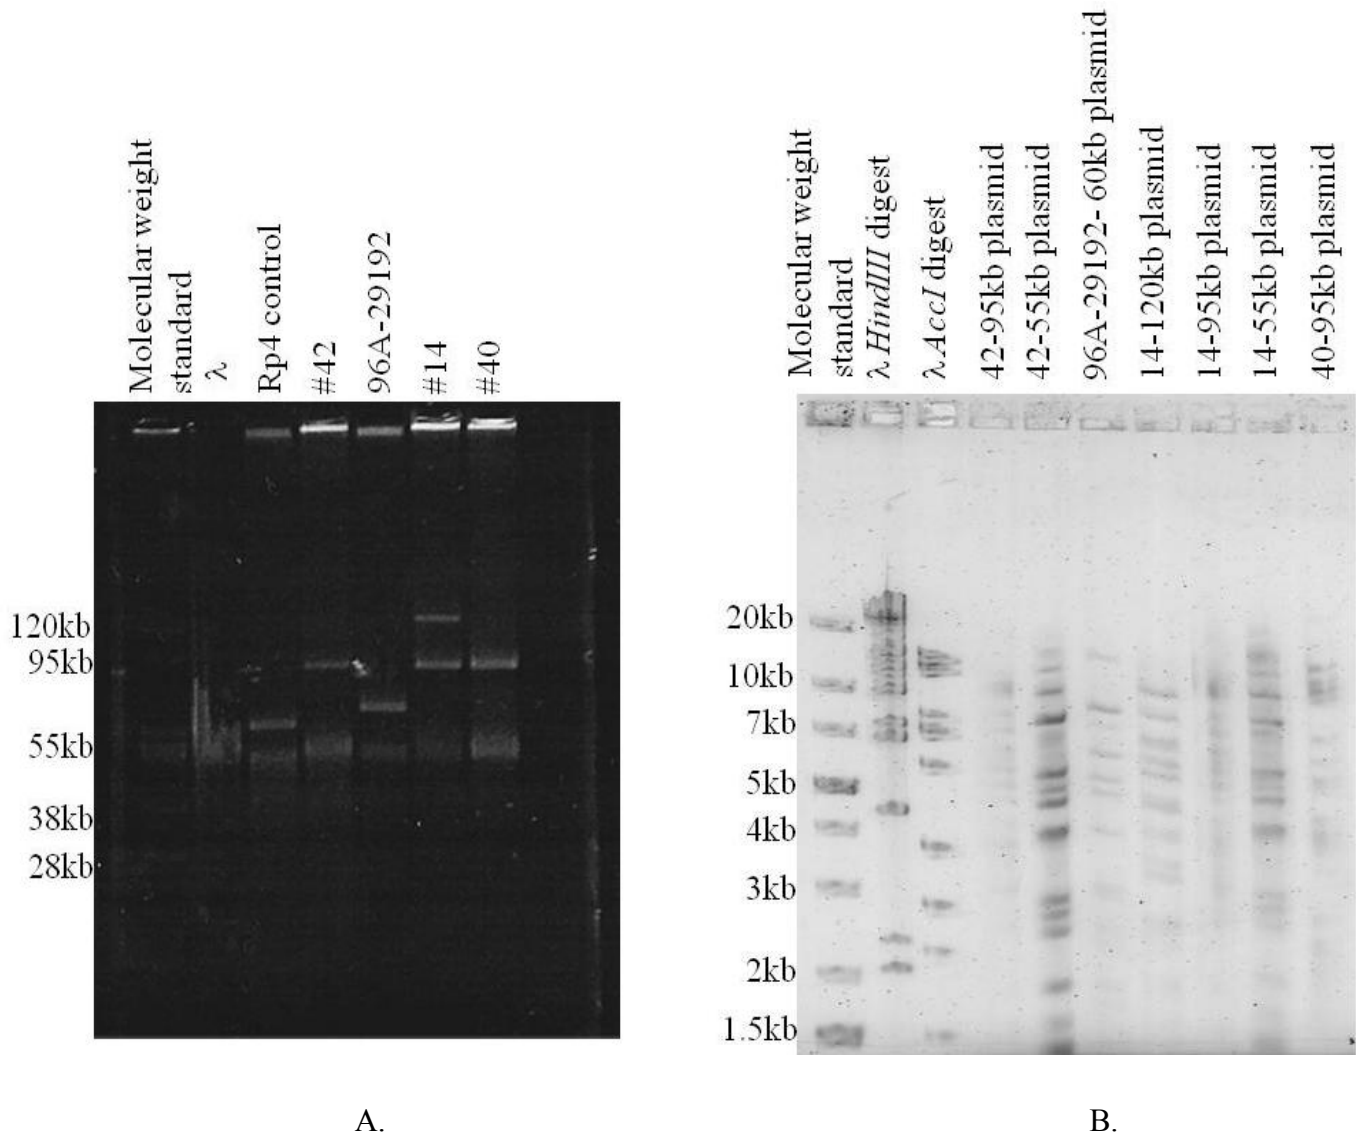 Molecular weight
standard
λ
Rp4 control
#42
96A-29192
#14
#40
120kb
95kb
55kb
38kb
28kb
A.
Molecular weight
standard
λ HindIII digest
λ AccI digest
42-95kb plasmid
42-55kb plasmid
96A-29192- 60kb plasmid
14-120kb plasmid
14-95kb plasmid
14-55kb plasmid
40-95kb plasmid
20kb
10kb
7kb
5kb
4kb
3kb
2kb
1.5kb
B.